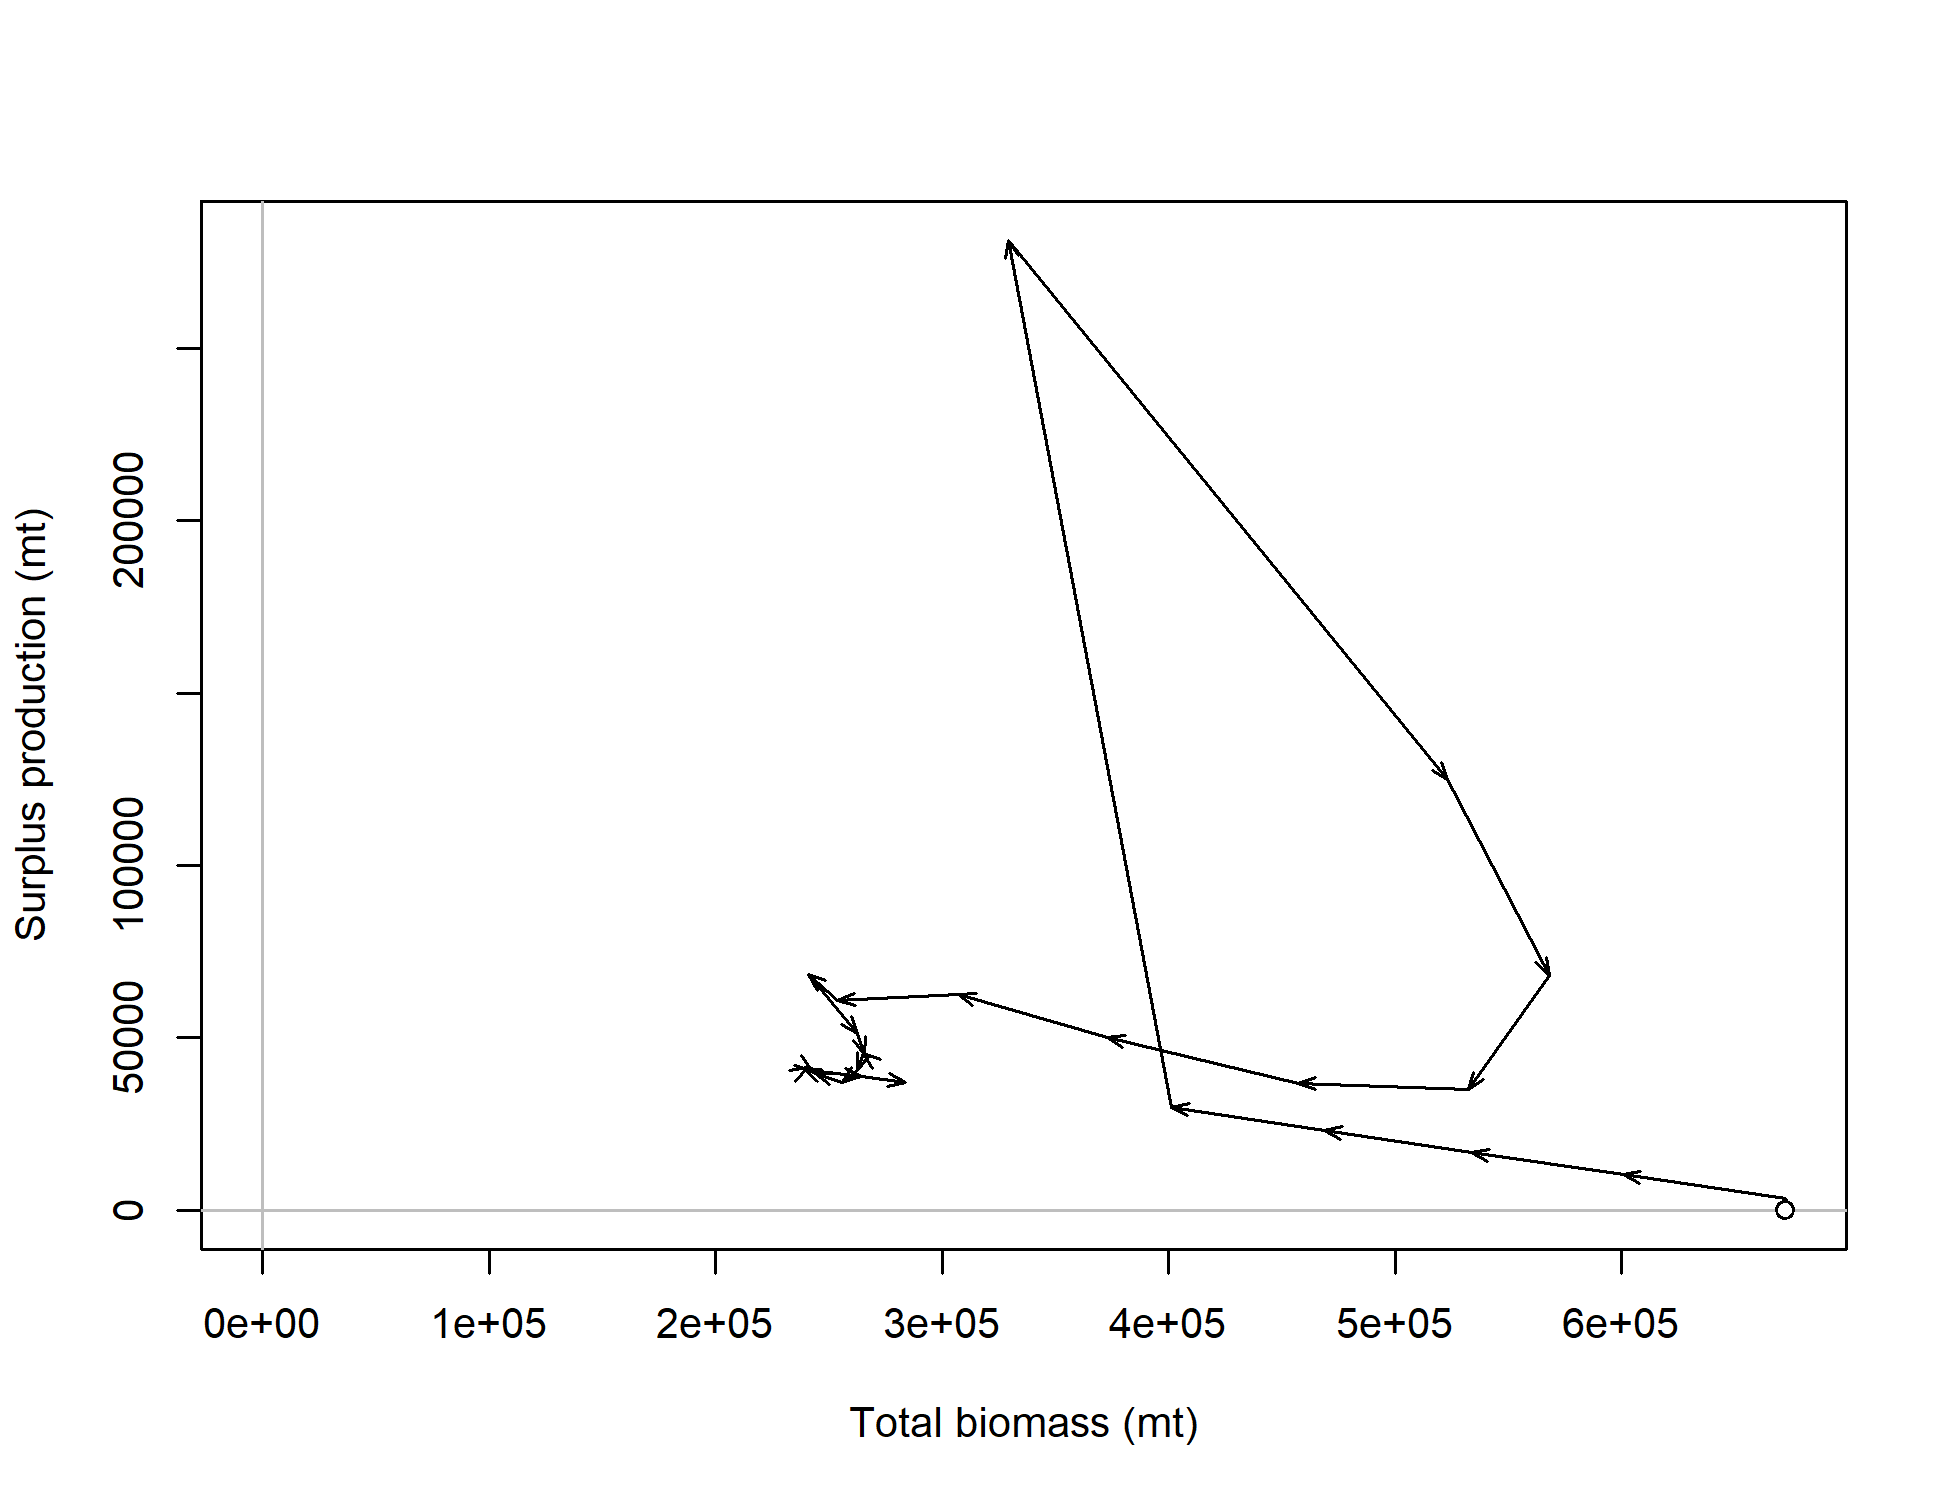 Surplus production (mt)
200000
100000
50000
0
0e+00 1e+05 2e+05 3e+05 4e+05 5e+05 6e+05
Total biomass (mt)